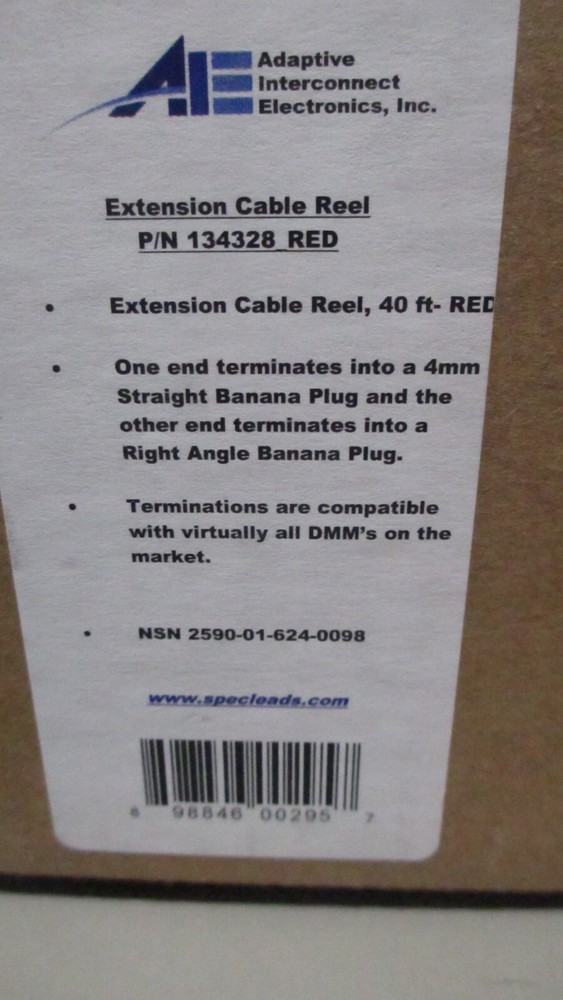 AIE Adaptive
Interconnect
Electronics, Inc.
Extension Cable Reel
P/N 134328_RED
• Extension Cable Reel, 40 ft- RED
• One end terminates into a 4mm
Straight Banana Plug and the
other end terminates into a
Right Angle Banana Plug.
• Terminations are compatible
with virtually all DMM's on the
market.
• NSN 2590-01-624-0098
www.specleads.com
98846 00295 7